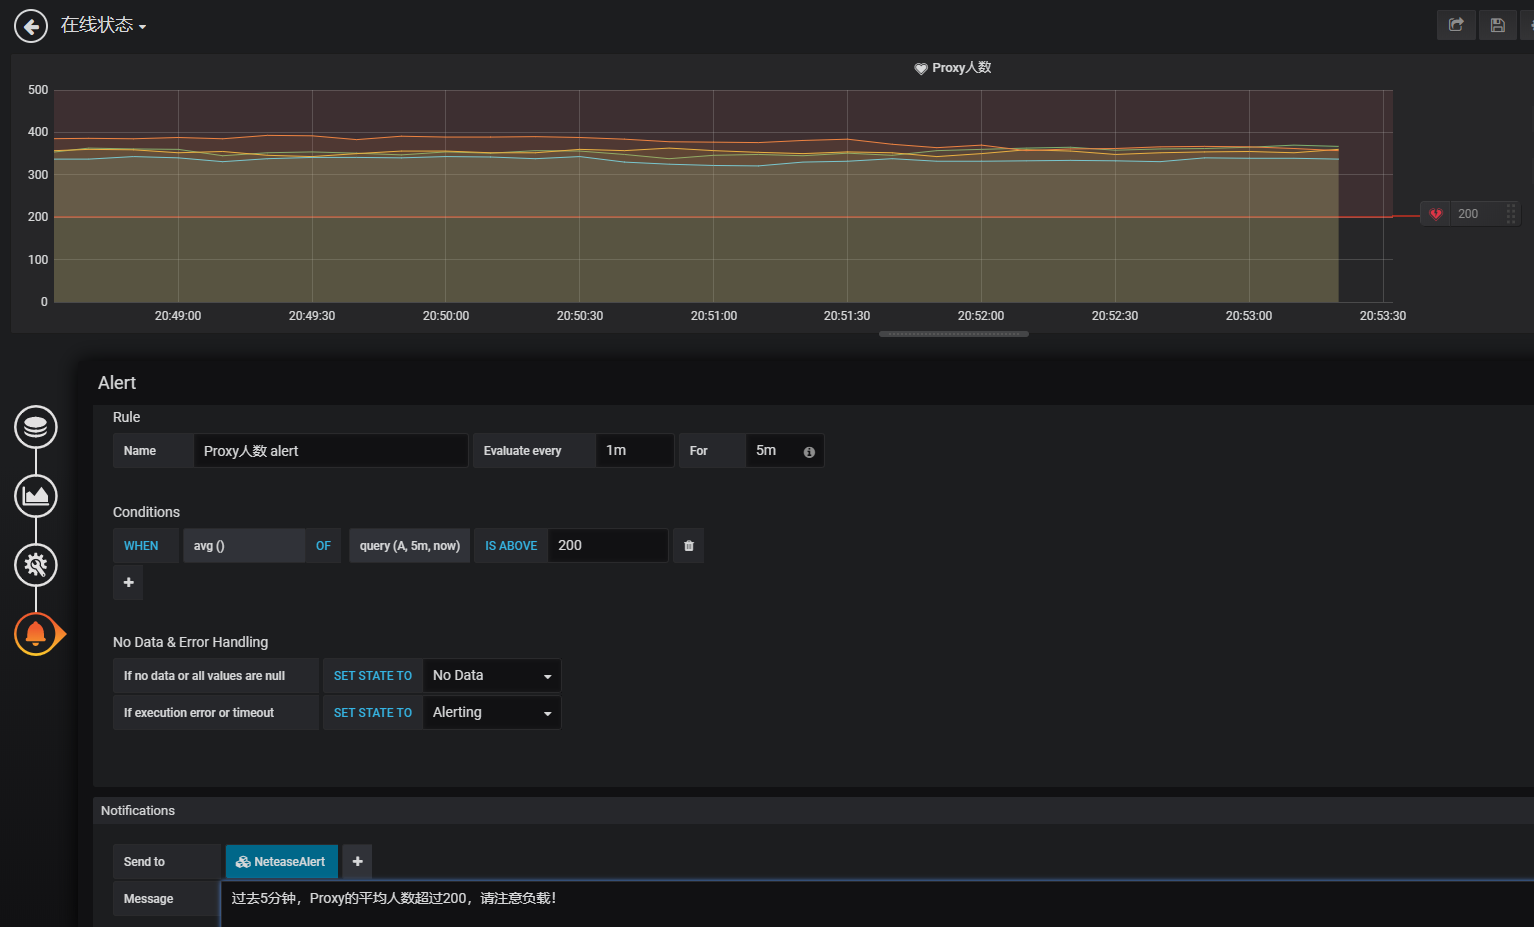 在线状态
Proxy人数
500
400
300
200
100
0
200
20:49:00 20:49:30 20:50:00 20:50:30 20:51:00 20:51:30 20:52:00 20:52:30 20:53:00 20:53:30
Alert
Rule
Name Proxy人数 alert Evaluate every 1m For 5m
Conditions
WHEN avg () OF query (A, 5m, now) IS ABOVE 200
No Data & Error Handling
If no data or all values are null SET STATE TO No Data
If execution error or timeout SET STATE TO Alerting
Notifications
Send to NeteaseAlert
Message 过去5分钟，Proxy的平均人数超过200，请注意负载！